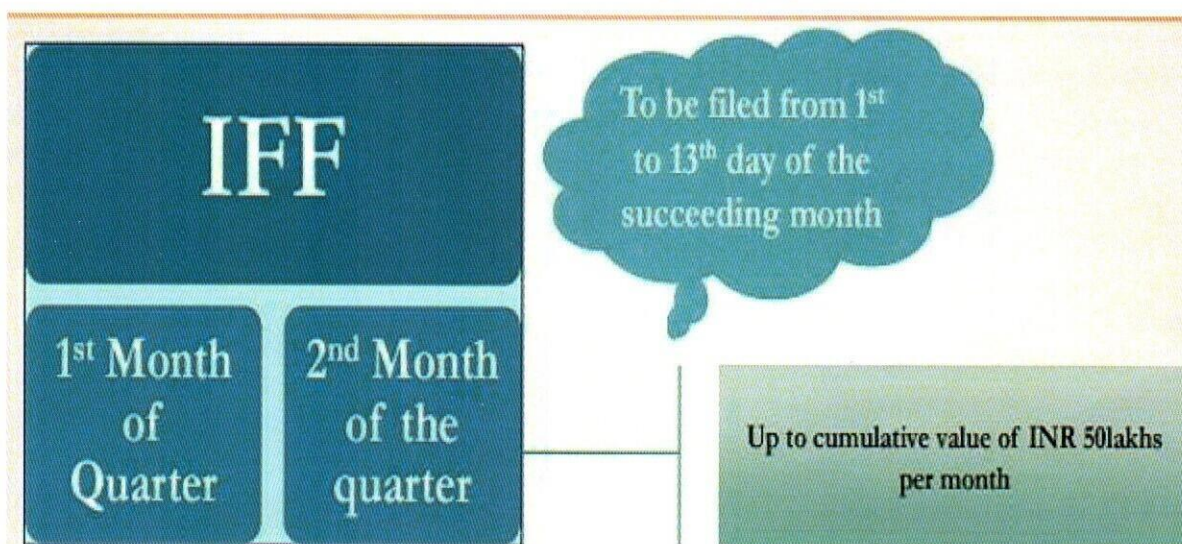 IFF
To be filed from 1st
to 13th day of the
succeeding month
1st Month
of
Quarter
2nd Month
of the
quarter
Up to cumulative value of INR 50lakhs
per month